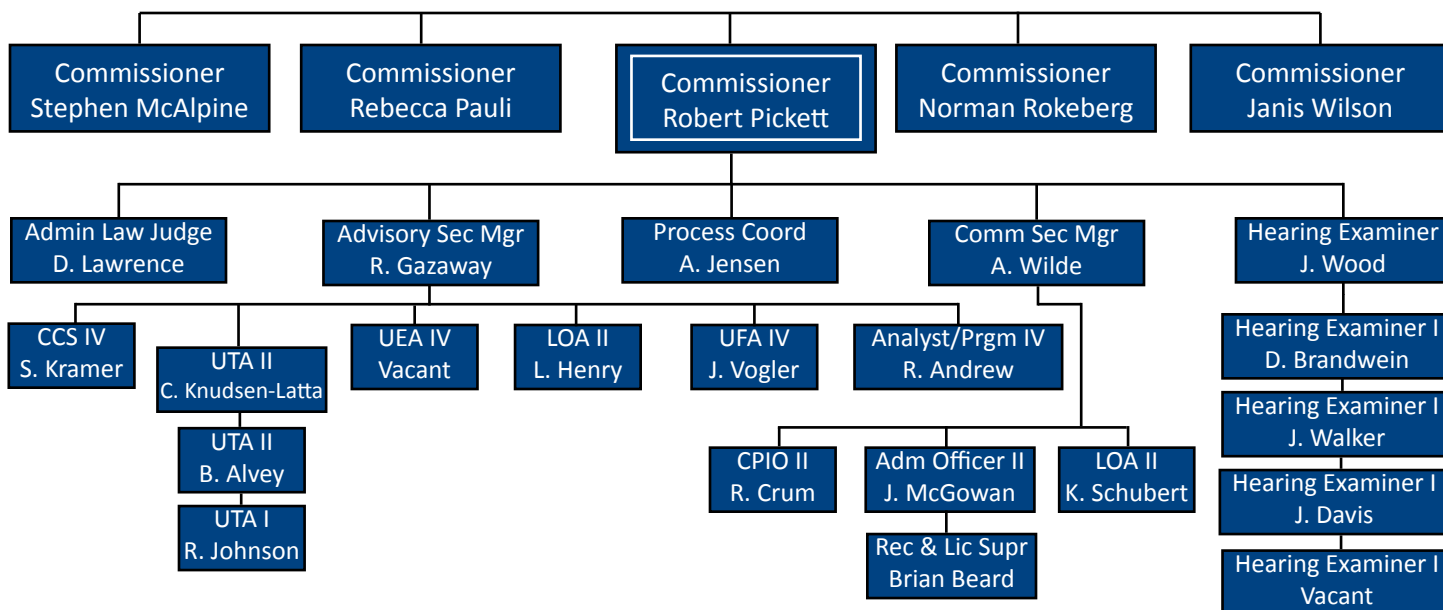 Commissioner
Stephen McAlpine
Commissioner
Rebecca Pauli
Commissioner
Robert Pickett
Commissioner
Norman Rokeberg
Commissioner
Janis Wilson
Admin Law Judge
D. Lawrence
Advisory Sec Mgr
R. Gazaway
Process Coord
A. Jensen
Comm Sec Mgr
A. Wilde
Hearing Examiner
J. Wood
CCS IV
S. Kramer
UTA II
C. Knudsen-Latta
UTA II
B. Alvey
UTA I
R. Johnson
UEA IV
Vacant
LOA II
L. Henry
UFA IV
J. Vogler
Analyst/Prgm IV
R. Andrew
CPIO II
R. Crum
Adm Officer II
J. McGowan
Rec & Lic Supr
Brian Beard
LOA II
K. Schubert
Hearing Examiner I
D. Brandwein
Hearing Examiner I
J. Walker
Hearing Examiner I
J. Davis
Hearing Examiner I
Vacant